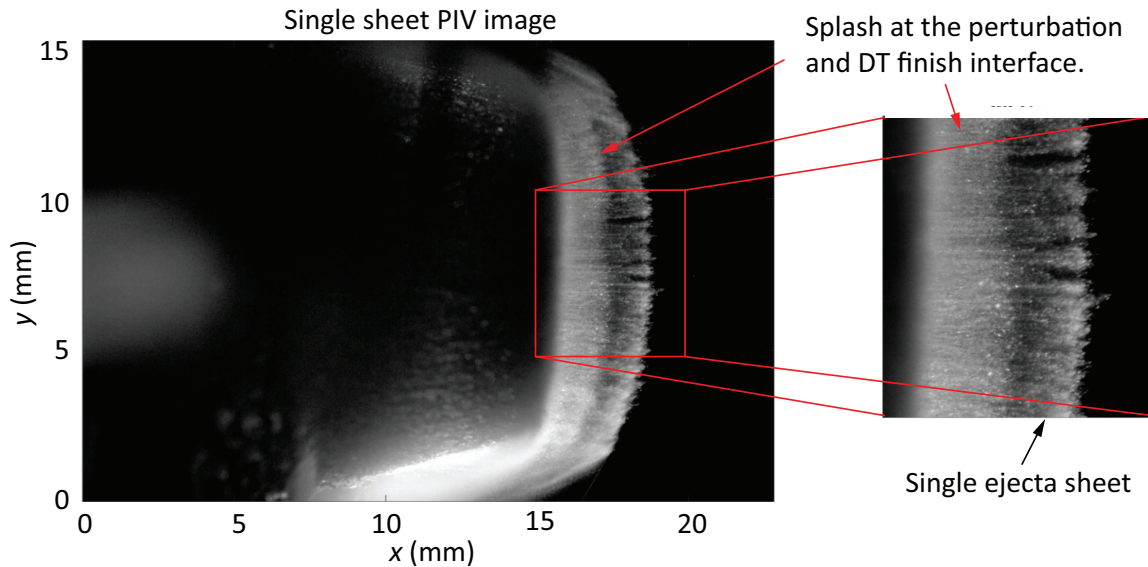 Single sheet PIV image
Splash at the perturbation
and DT finish interface.
15
10
5
0
y (mm)
0
5
10
15
20
x (mm)
Single ejecta sheet